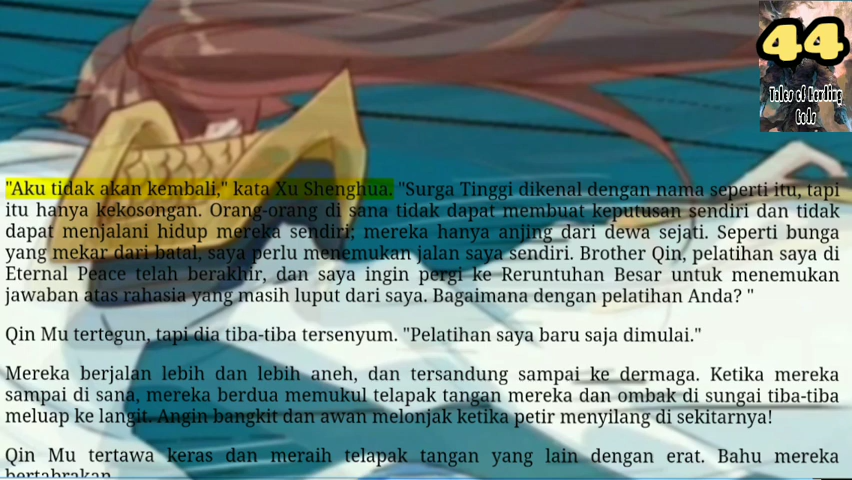 44
Tales of Herding
Gods
"Aku tidak akan kembali," kata Xu Shenghua. "Surga Tinggi dikenal dengan nama seperti itu, tapi
itu hanya kekosongan. Orang-orang di sana tidak dapat membuat keputusan sendiri dan tidak
dapat menjalani hidup mereka sendiri; mereka hanya anjing dari dewa sejati. Seperti bunga
yang mekar dari batal, saya perlu menemukan jalan saya sendiri. Brother Qin, pelatihan saya di
Eternal Peace telah berakhir, dan saya ingin pergi ke Reruntuhan Besar untuk menemukan
jawaban atas rahasia yang masih luput dari saya. Bagaimana dengan pelatihan Anda? "
Qin Mu tertegun, tapi dia tiba-tiba tersenyum. "Pelatihan saya baru saja dimulai."
Mereka berjalan lebih dan lebih aneh, dan tersandung sampai ke dermaga. Ketika mereka
sampai di sana, mereka berdua memukul telapak tangan mereka dan ombak di sungai tiba-tiba
meluap ke langit. Angin bangkit dan awan melonjak ketika petir menyilang di sekitarnya!
Qin Mu tertawa keras dan meraih telapak tangan yang lain dengan erat. Bahu mereka
bertabrakan